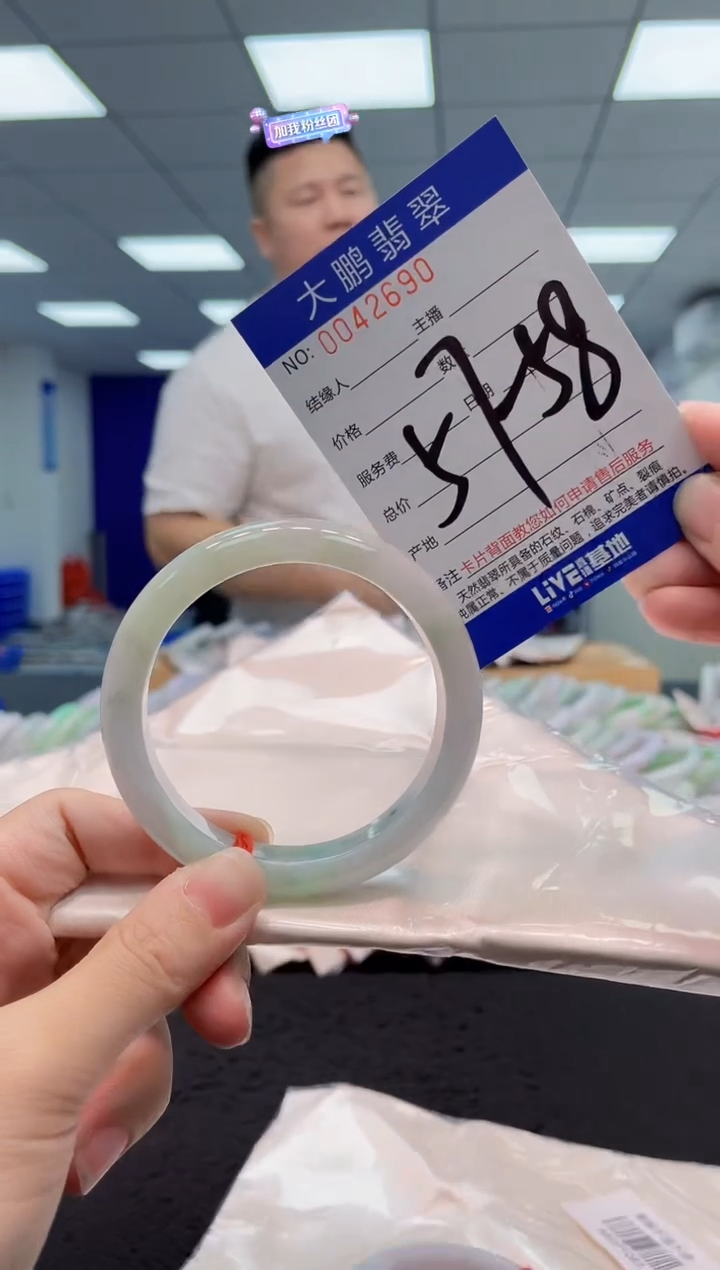 加我粉丝团
大鹏翡翠
NO: 0042690
结缘人 主播
价格 数
服务费 日期
总价
产地
5758
备注 卡片背面教您如何申请售后服务
天然翡翠所具备的石纹、石棉、矿点、裂痕
纯属正常、不属于质量问题，追求完美者请慎拍。
LIVE 基地